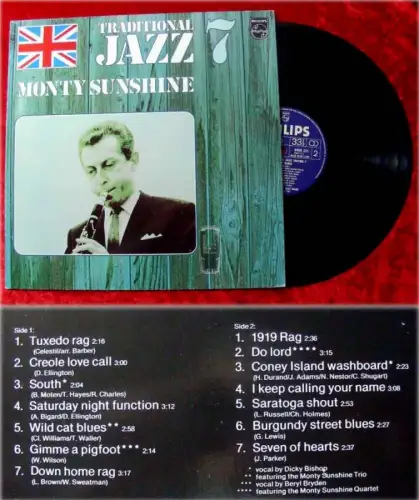 TRADITIONAL
JAZZ 7
MONTY SUNSHINE
PHILIPS
LIPS
33⅓
2
Side 1:
1. Tuxedo rag 2:16
(Celestil/arr. Barber)
2. Creole love call 3:00
(D. Ellington)
3. South* 2:04
(B. Moten/T. Hayes/R. Charles)
4. Saturday night function 3:12
(A. Bigard/D. Ellington)
5. Wild cat blues** 2:58
(Cl. Williams/T. Waller)
6. Gimme a pigfoot*** 2:14
(W. Wilson)
7. Down home rag 3:17
(L. Brown/W. Sweatman)
Side 2:
1. 1919 Rag 2:36
2. Do lord**** 3:15
3. Coney Island washboard* 2:23
(H. Durand/J. Adams/N. Nestor/C. Shugart)
4. I keep calling your name 3:08
5. Saratoga shout 2:53
(L. Russell/Ch. Holmes)
6. Burgundy street blues 2:37
(G. Lewis)
7. Seven of hearts 2:37
(J. Parker)
* vocal by Dicky Bishop
** featuring the Monty Sunshine Trio
*** vocal by Beryl Bryden
**** featuring the Monty Sunshine Quartet